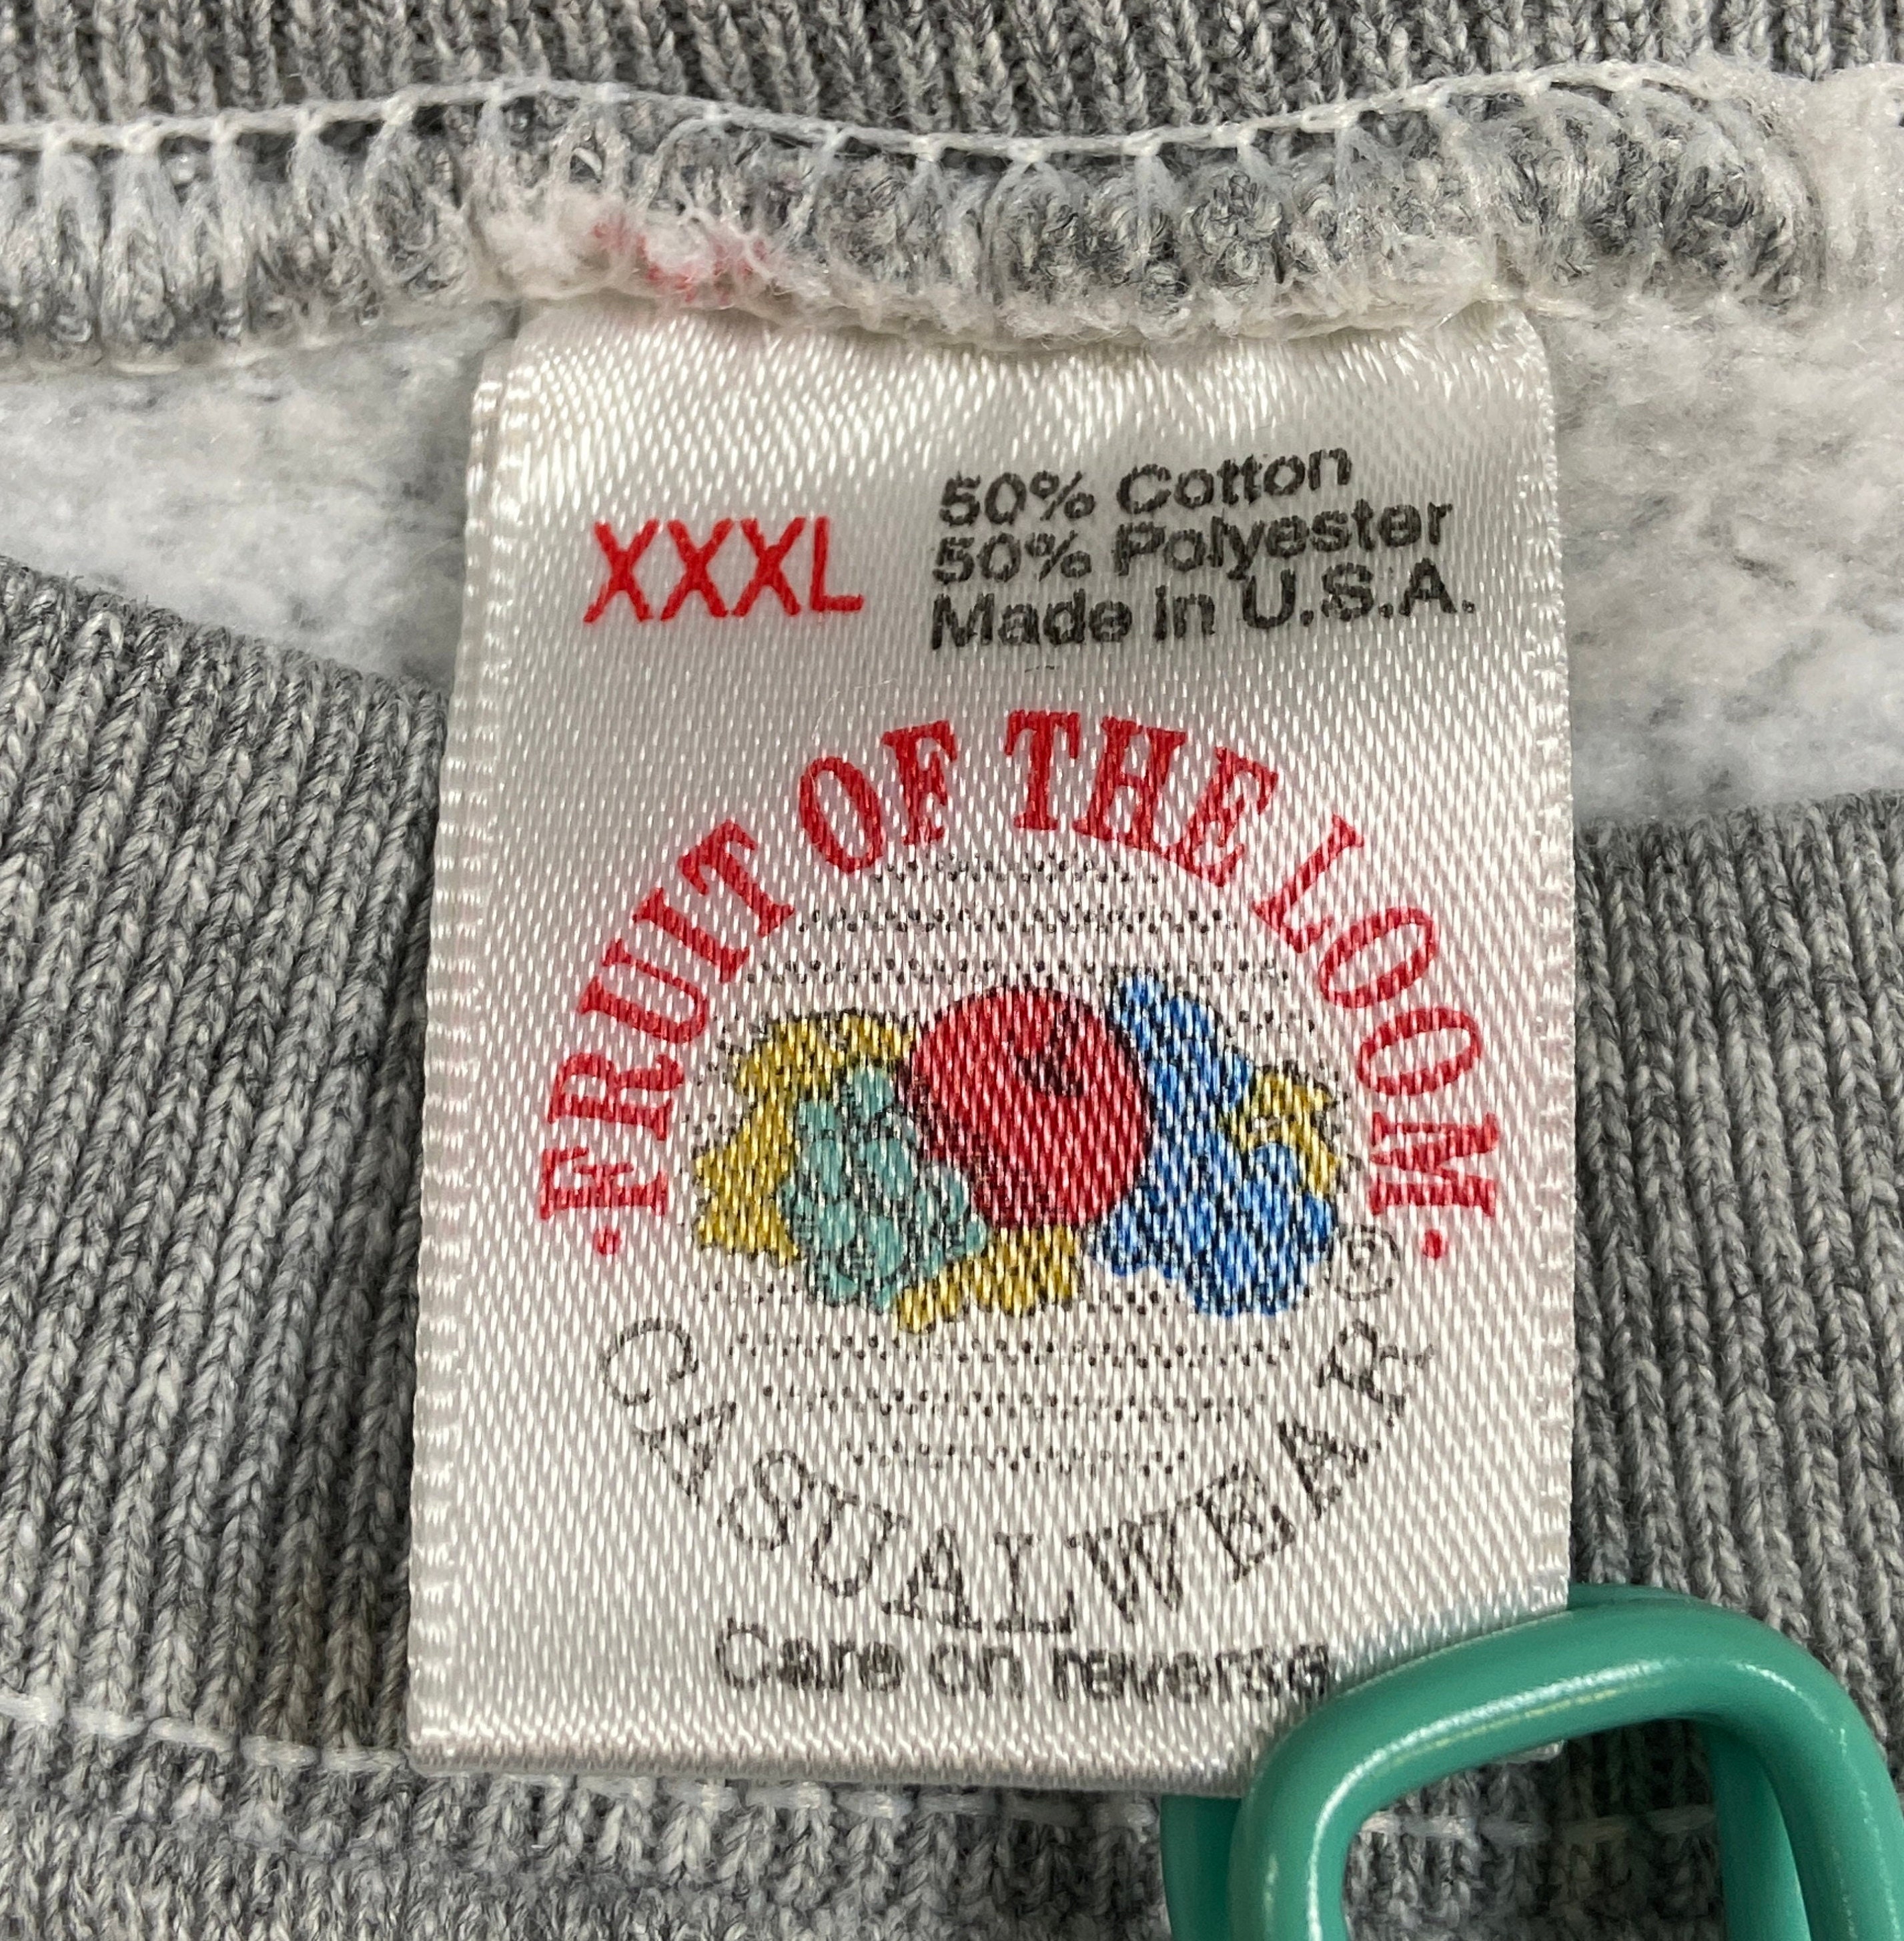 XXXL
50% Cotton
50% Polyester
Made in U.S.A.
·FRUIT OF THE LOOM·
®
CASUALWEAR
Care on reverse